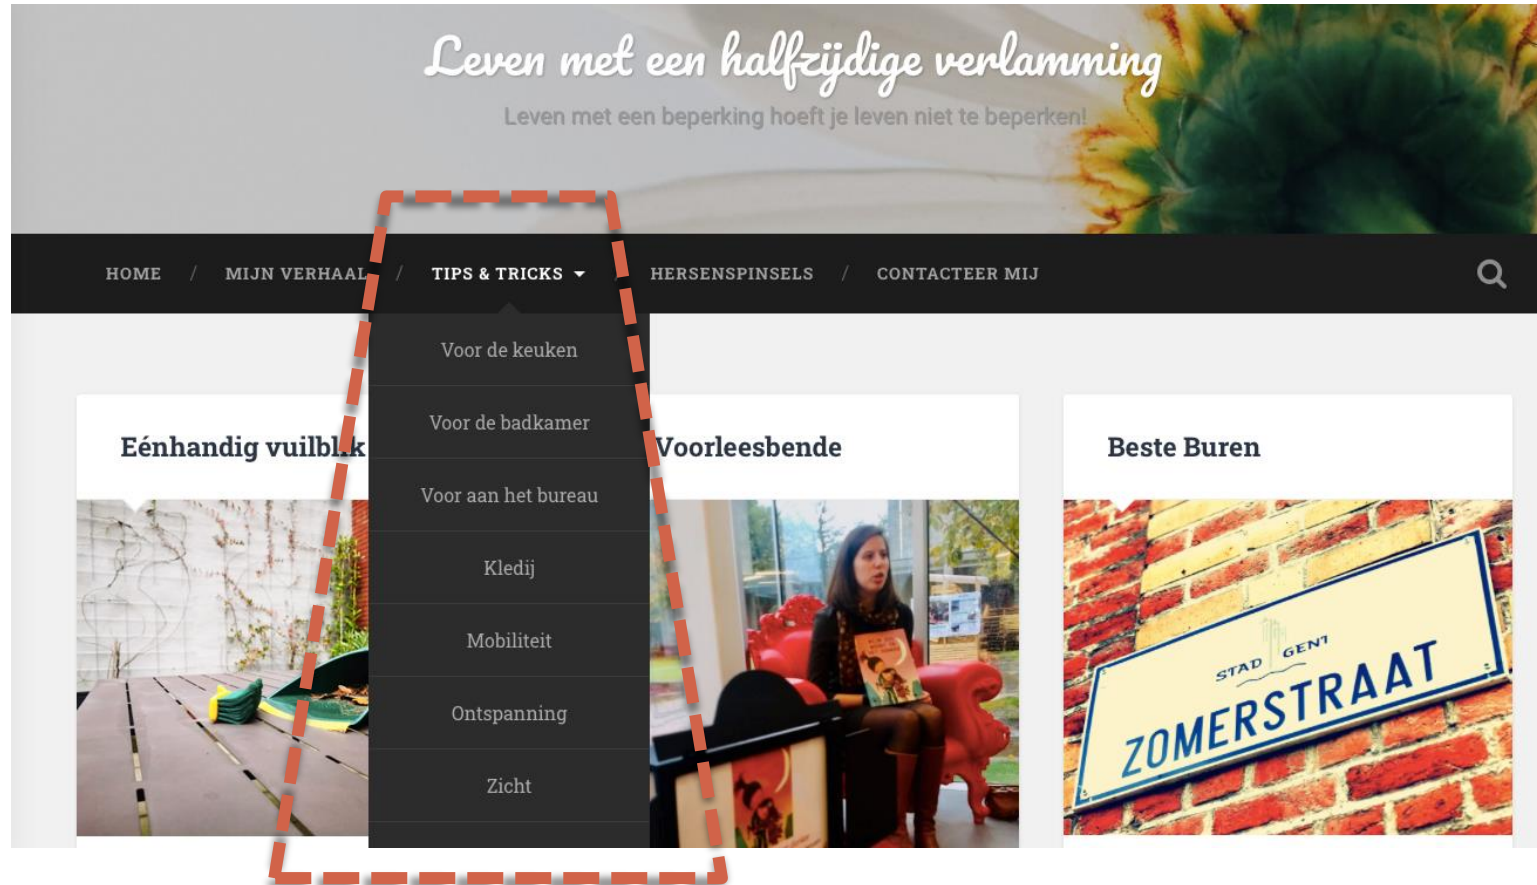 Leven met een halfzijdige verlamming
Leven met een beperking hoeft je leven niet te beperken!
HOME / MIJN VERHAAL / TIPS & TRICKS / HERSENSPINSELS / CONTACTEER MIJ
Voor de keuken
Voor de badkamer
Voor aan het bureau
Kledij
Mobiliteit
Ontspanning
Zicht
Eénhandig vuilblik
Voorleesbende
Beste Buren
STAD GENT
ZOMERSTRAAT